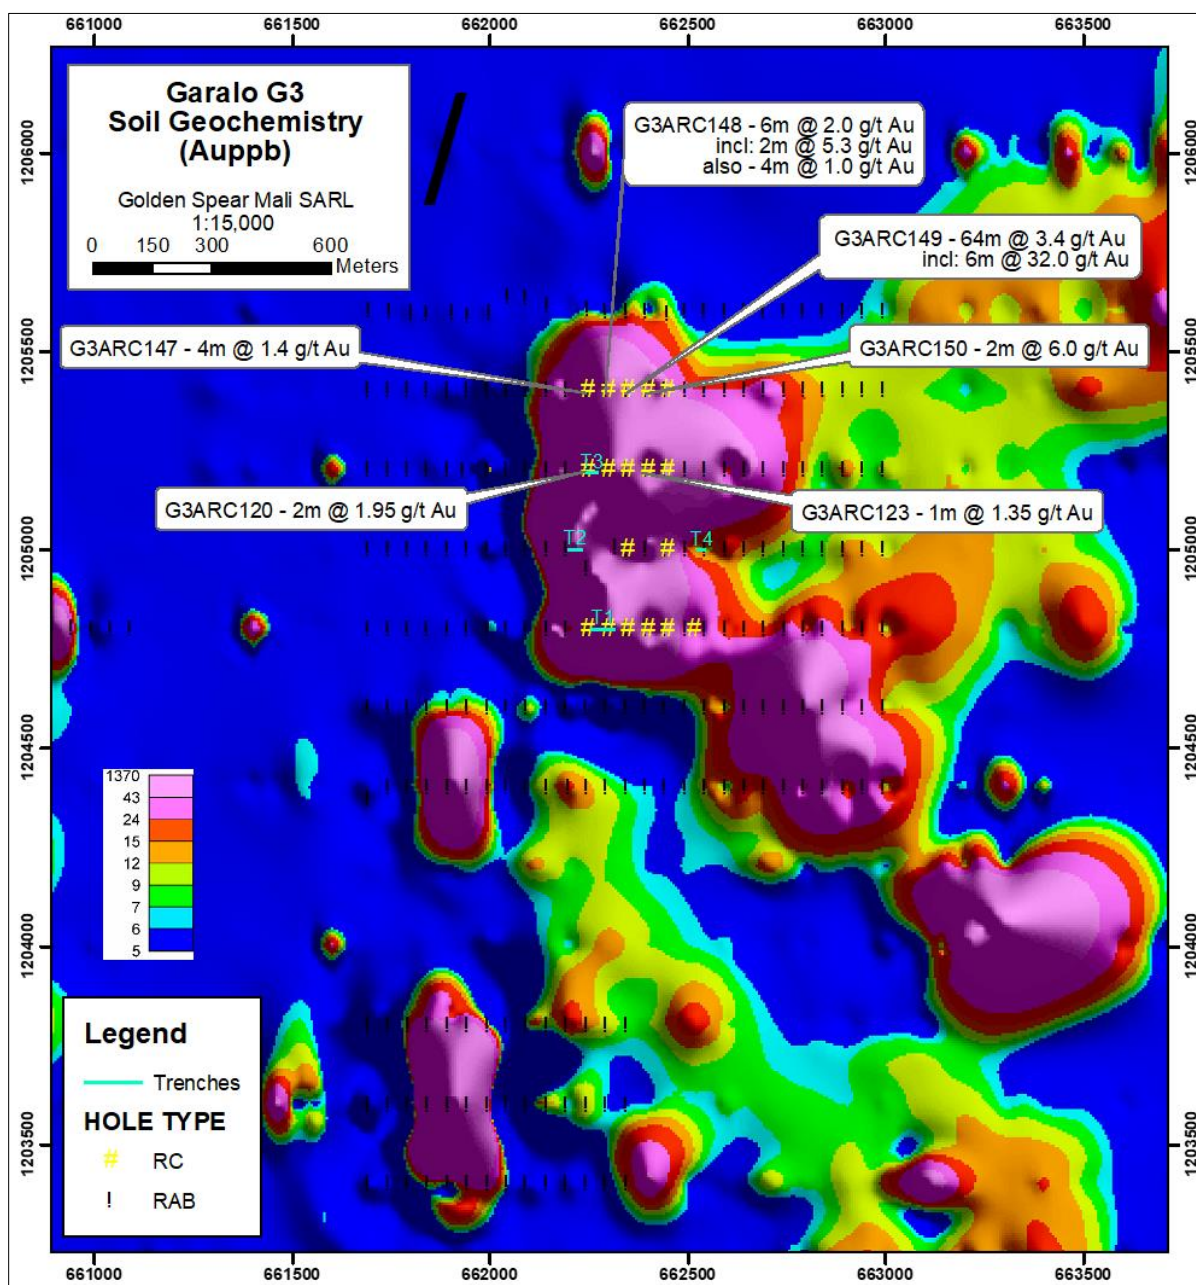 661000 661500 662000 662500 663000 663500
Garalo G3
Soil Geochemistry
(Auppb)
Golden Spear Mali SARL
1:15,000
0 150 300 600
Meters
G3ARC148 - 6m @ 2.0 g/t Au
incl: 2m @ 5.3 g/t Au
also - 4m @ 1.0 g/t Au
G3ARC149 - 64m @ 3.4 g/t Au
incl: 6m @ 32.0 g/t Au
G3ARC147 - 4m @ 1.4 g/t Au
G3ARC150 - 2m @ 6.0 g/t Au
T3
G3ARC120 - 2m @ 1.95 g/t Au
G3ARC123 - 1m @ 1.35 g/t Au
T2
T4
T1
1370
43
24
15
12
9
7
6
5
Legend
Trenches
HOLE TYPE
# RC
! RAB
1206000
1205500
1205000
1204500
1204000
1203500
1206000
1205500
1205000
1204500
1204000
1203500
661000 661500 662000 662500 663000 663500